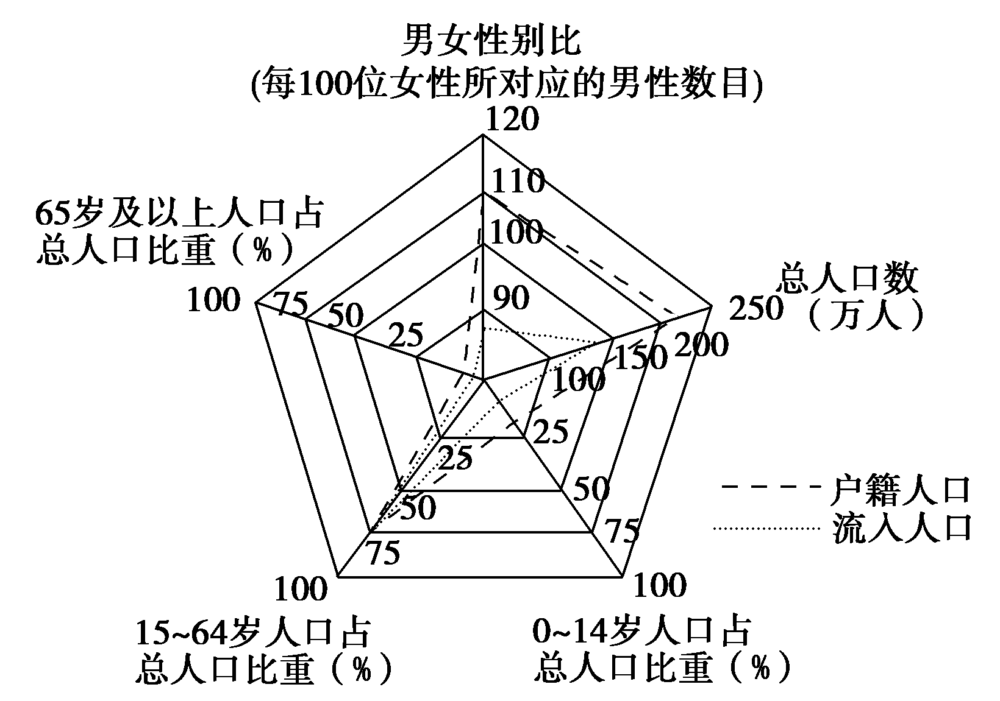 男女性别比
(每100位女性所对应的男性数目)
120
110
100
90
65岁及以上人口占
总人口比重(%)
100
75
50
25
总人口数
(万人)
250
200
150
100
25
50
75
100
25
50
75
100
户籍人口
流入人口
15~64岁人口占
总人口比重(%)
0~14岁人口占
总人口比重(%)